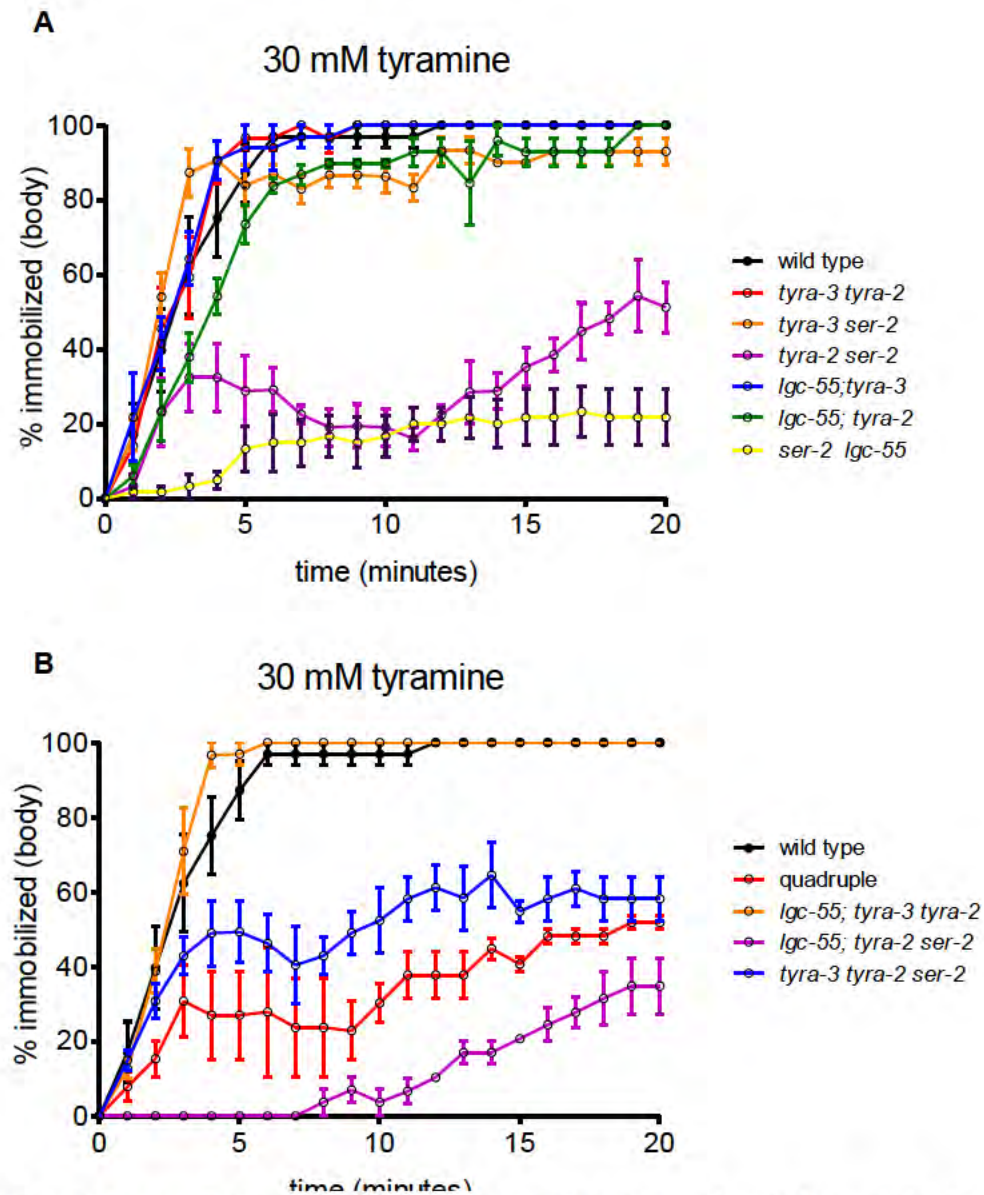 A
30 mM tyramine
100
80
60
40
20
0
% immobilized (body)
0 5 10 15 20
time (minutes)
wild type
tyra-3 tyra-2
tyra-3 ser-2
tyra-2 ser-2
lgc-55;tyra-3
lgc-55; tyra-2
ser-2 lgc-55
B
30 mM tyramine
100
80
60
40
20
0
% immobilized (body)
0 5 10 15 20
time (minutes)
wild type
quadruple
lgc-55; tyra-3 tyra-2
lgc-55; tyra-2 ser-2
tyra-3 tyra-2 ser-2